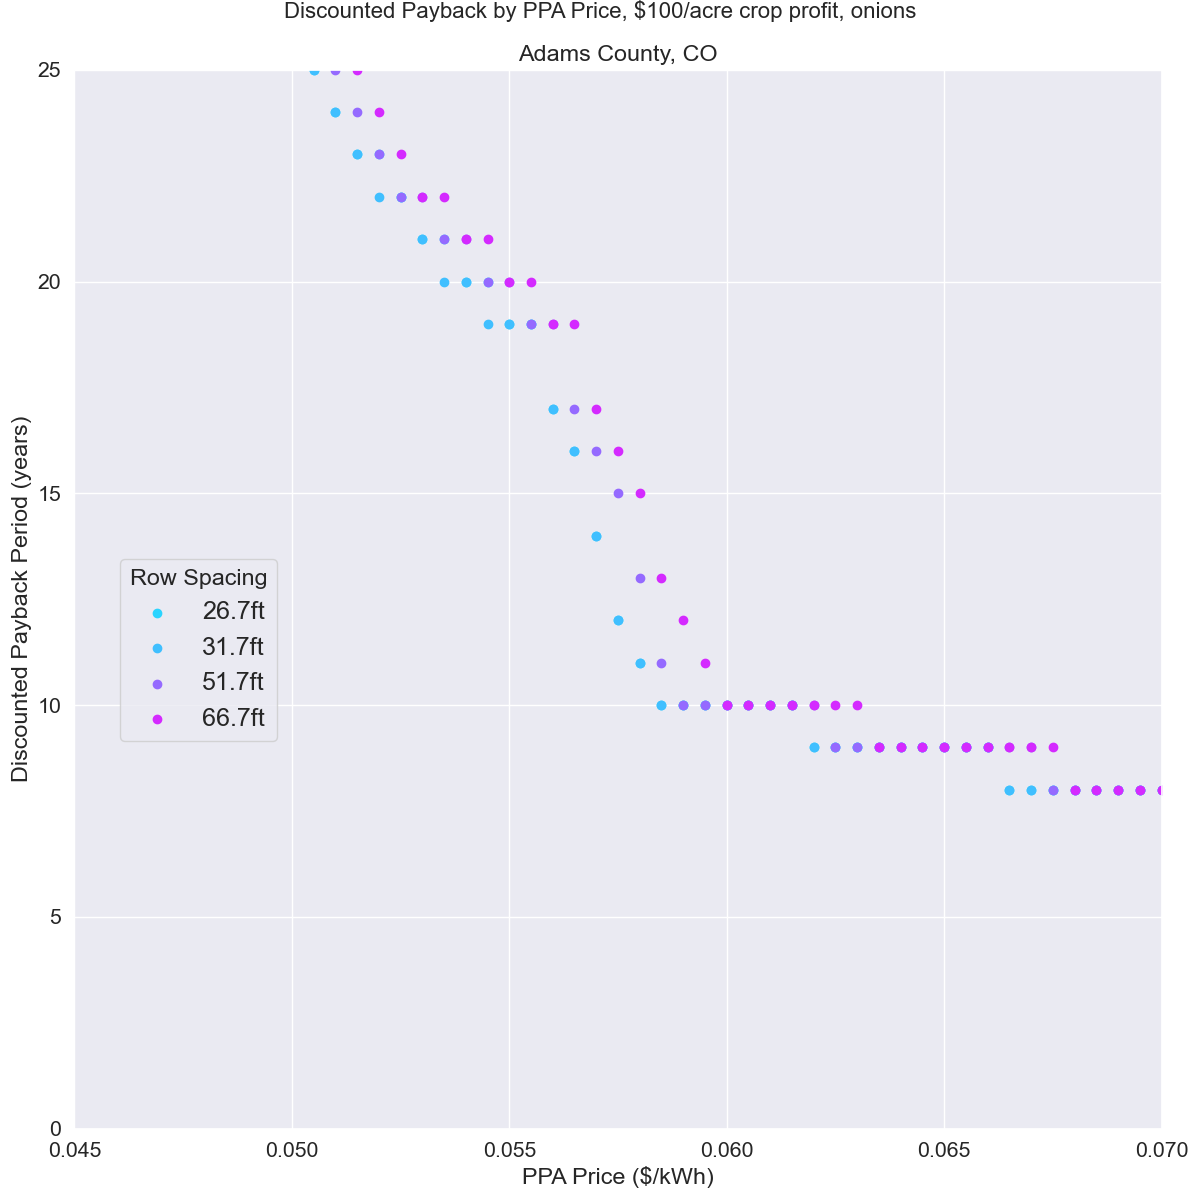 Discounted Payback by PPA Price, $100/acre crop profit, onions
Adams County, CO
25
20
15
10
5
0
Discounted Payback Period (years)
Row Spacing
26.7ft
31.7ft
51.7ft
66.7ft
0.045 0.050 0.055 0.060 0.065 0.070
PPA Price ($/kWh)